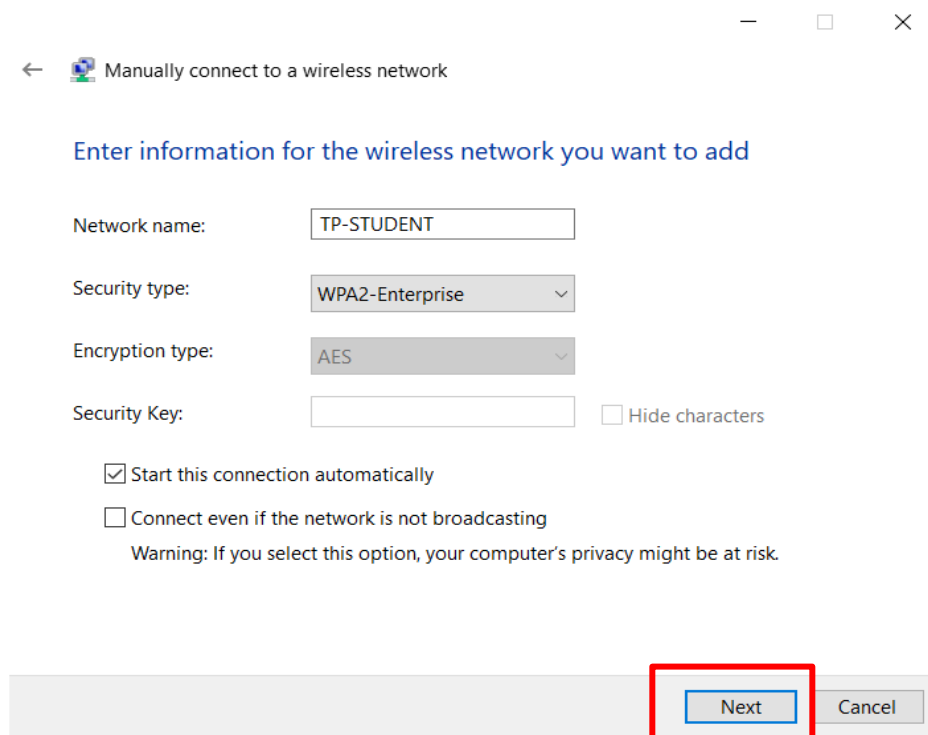 Manually connect to a wireless network
Enter information for the wireless network you want to add
Network name: TP-STUDENT
Security type: WPA2-Enterprise
Encryption type: AES
Security Key:
Hide characters
Start this connection automatically
Connect even if the network is not broadcasting
Warning: If you select this option, your computer's privacy might be at risk.
Next Cancel